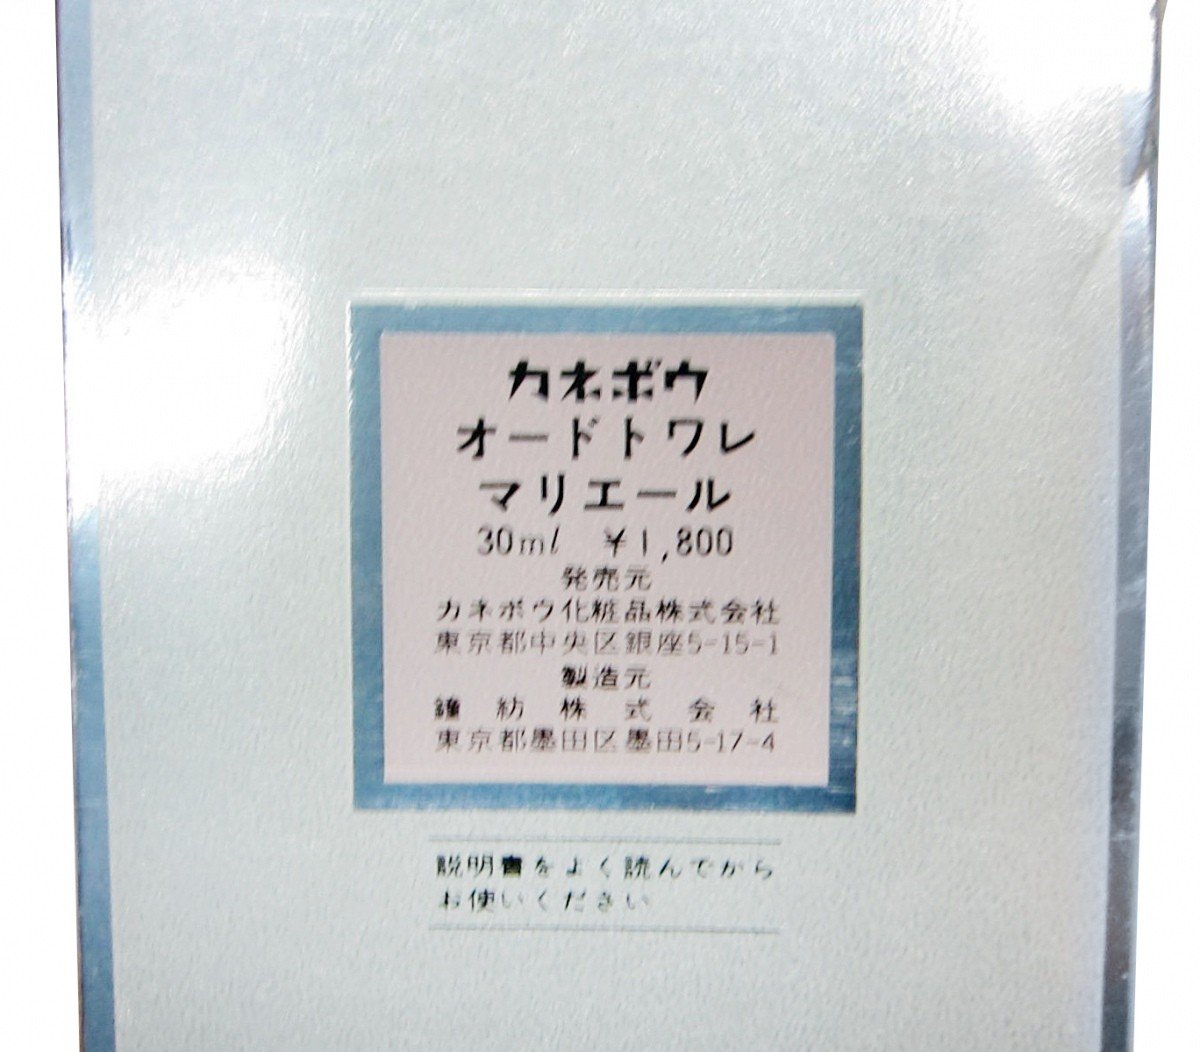 カネボウ
オードトワレ
マリエール
30ml ¥1,800
発売元
カネボウ化粧品株式会社
東京都中央区銀座5-15-1
製造元
鐘紡株式会社
東京都墨田区墨田5-17-4
説明書をよく読んでから
お使いください